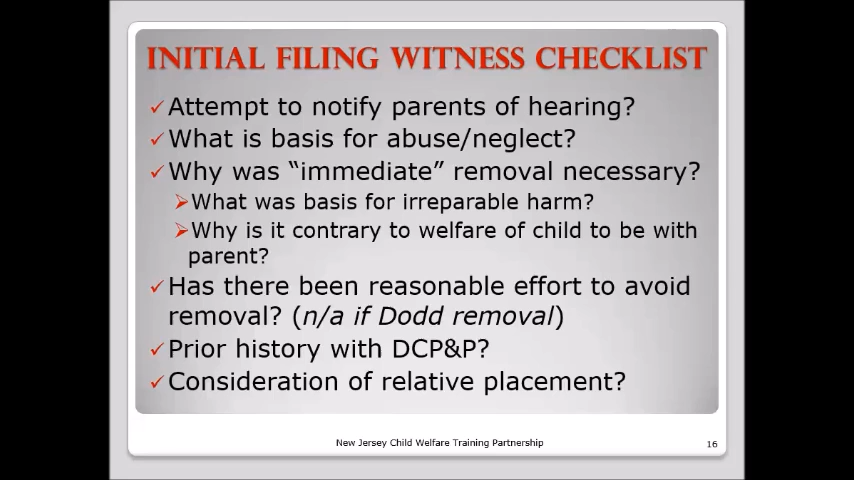 INITIAL FILING WITNESS CHECKLIST
Attempt to notify parents of hearing?
What is basis for abuse/neglect?
Why was “immediate” removal necessary?
What was basis for irreparable harm?
Why is it contrary to welfare of child to be with
parent?
Has there been reasonable effort to avoid
removal? (n/a if Dodd removal)
Prior history with DCP&P?
Consideration of relative placement?
New Jersey Child Welfare Training Partnership
16